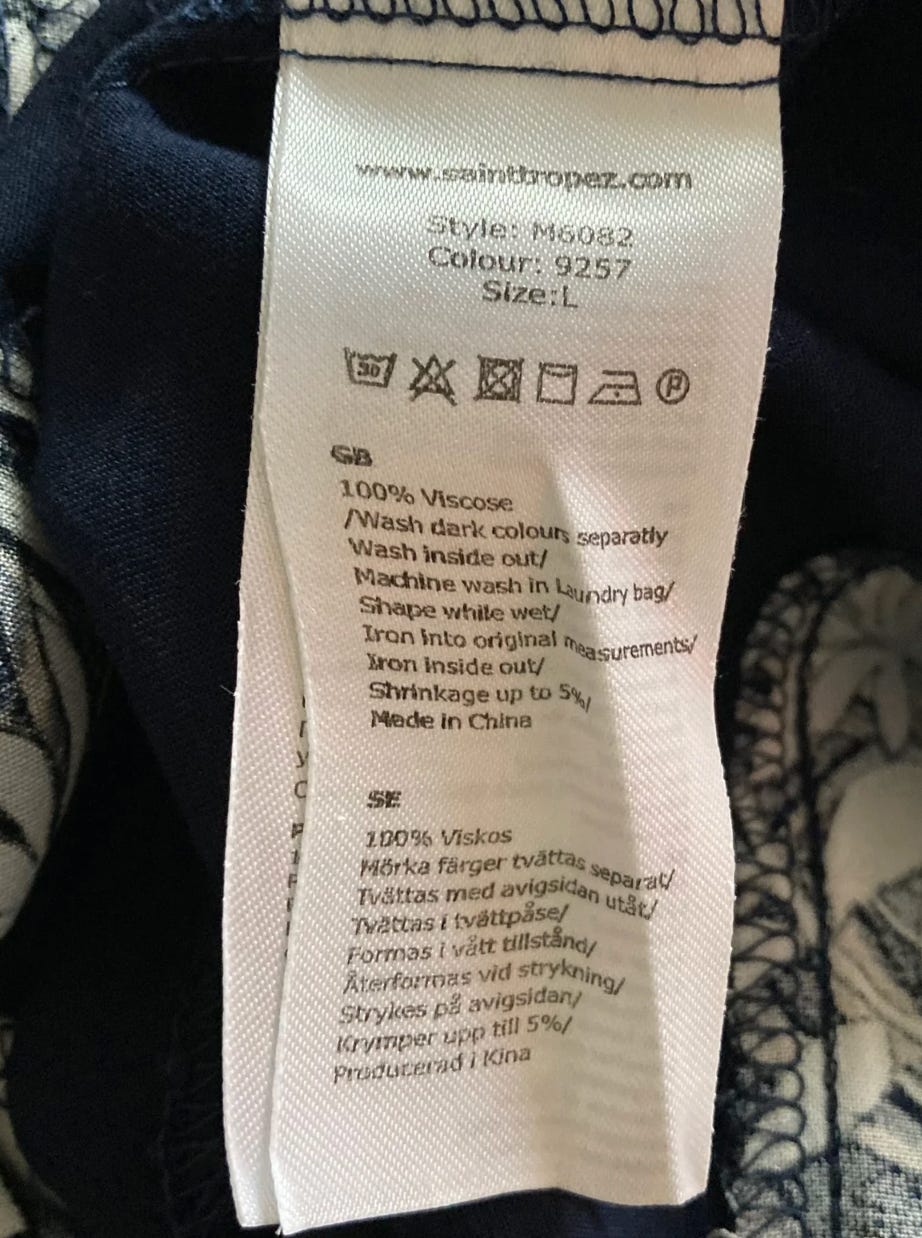 www.sainttropez.com
Style: M6082
Colour: 9257
Size:L
30 P
GB
100% Viscose
/Wash dark colours separatly
Wash inside out/
Machine wash in Laundry bag/
Shape while wet/
Iron into original measurements/
Iron inside out/
Shrinkage up to 5%/
Made in China
SE
100% Viskos
Mörka färger tvättas separat/
Tvättas med avigsidan utåt/
Tvättas i tvättpåse/
Formas i vått tillstånd/
Återformas vid strykning/
Strykes på avigsidan/
Krymper upp till 5%/
Producerad i Kina